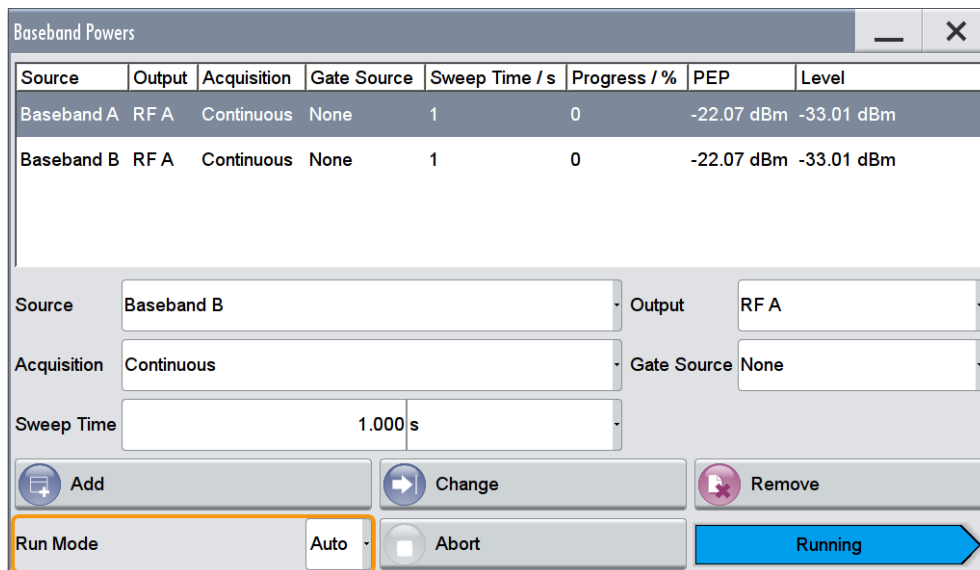 Baseband Powers
Source Output Acquisition Gate Source Sweep Time / s Progress / % PEP Level
Baseband A RF A Continuous None 1 0 -22.07 dBm -33.01 dBm
Baseband B RF A Continuous None 1 0 -22.07 dBm -33.01 dBm
Source Baseband B Output RF A
Acquisition Continuous Gate Source None
Sweep Time 1.000 s
Add Change Remove
Run Mode Auto Abort Running